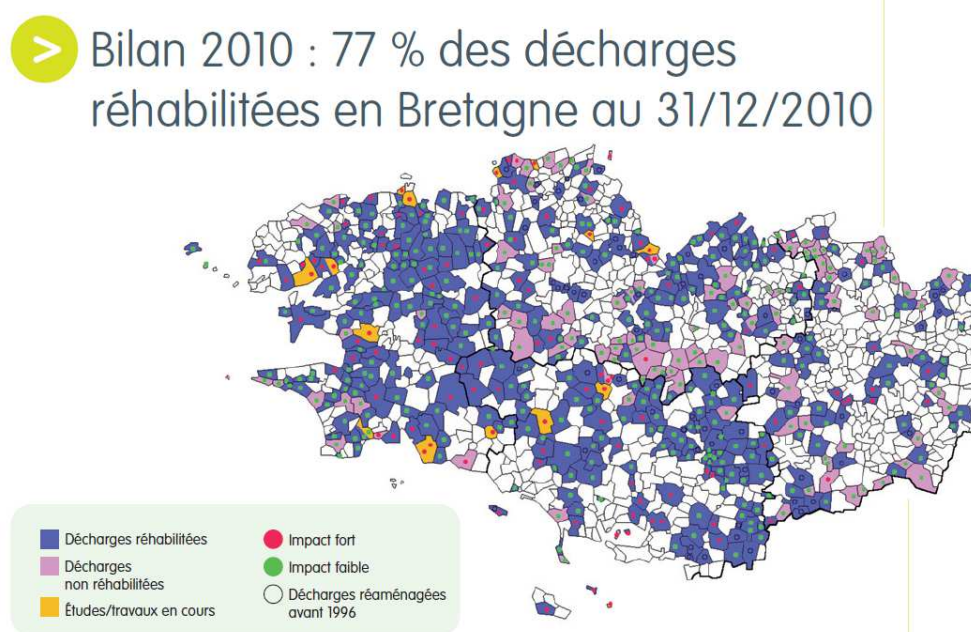 > Bilan 2010 : 77 % des décharges
réhabilitées en Bretagne au 31/12/2010
Décharges réhabilitées
Décharges
non réhabilitées
Études/travaux en cours
Impact fort
Impact faible
Décharges réaménagées
avant 1996